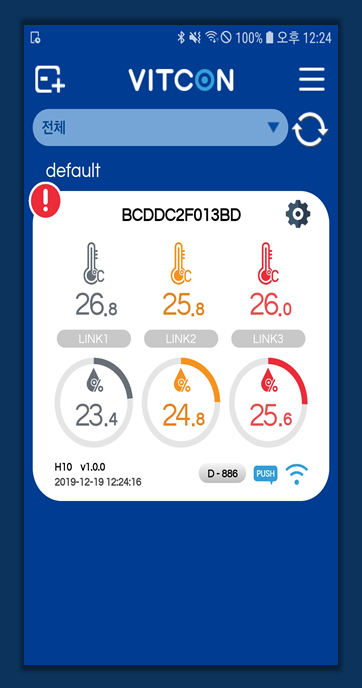 100% 오후 12:24
VITCON
전체
default
BCDDC2F013BD
C C C
26.8 25.8 26.0
LINK1 LINK2 LINK3
% % %
23.4 24.8 25.6
H10 v1.0.0
2019-12-19 12:24:16
D - 886
PUSH